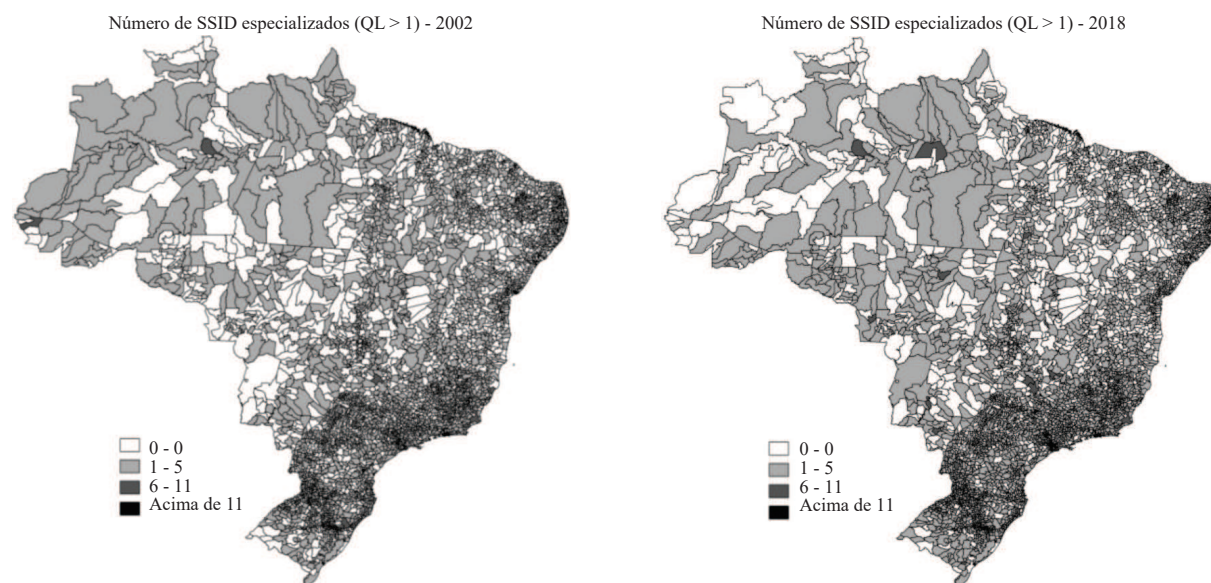 Número de SSID especializados (QL > 1) - 2002
0 - 0
1 - 5
6 - 11
Acima de 11
Número de SSID especializados (QL > 1) - 2018
0 - 0
1 - 5
6 - 11
Acima de 11